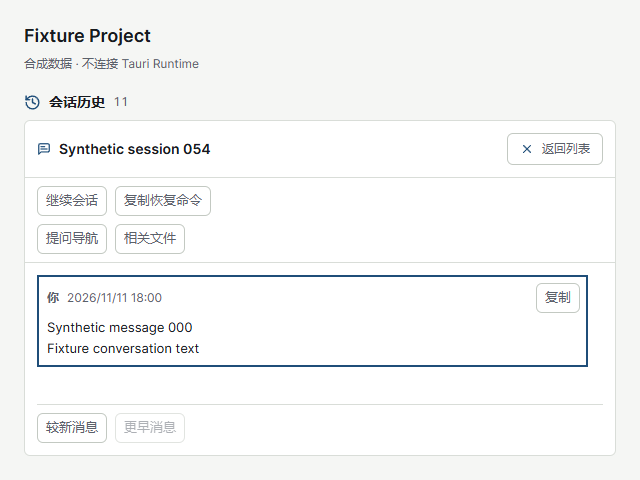 Fixture Project
合成数据 · 不连接 Tauri Runtime
会话历史 11
Synthetic session 054
返回列表
继续会话 复制恢复命令
提问导航 相关文件
你 2026/11/11 18:00
复制
Synthetic message 000
Fixture conversation text
较新消息 更早消息